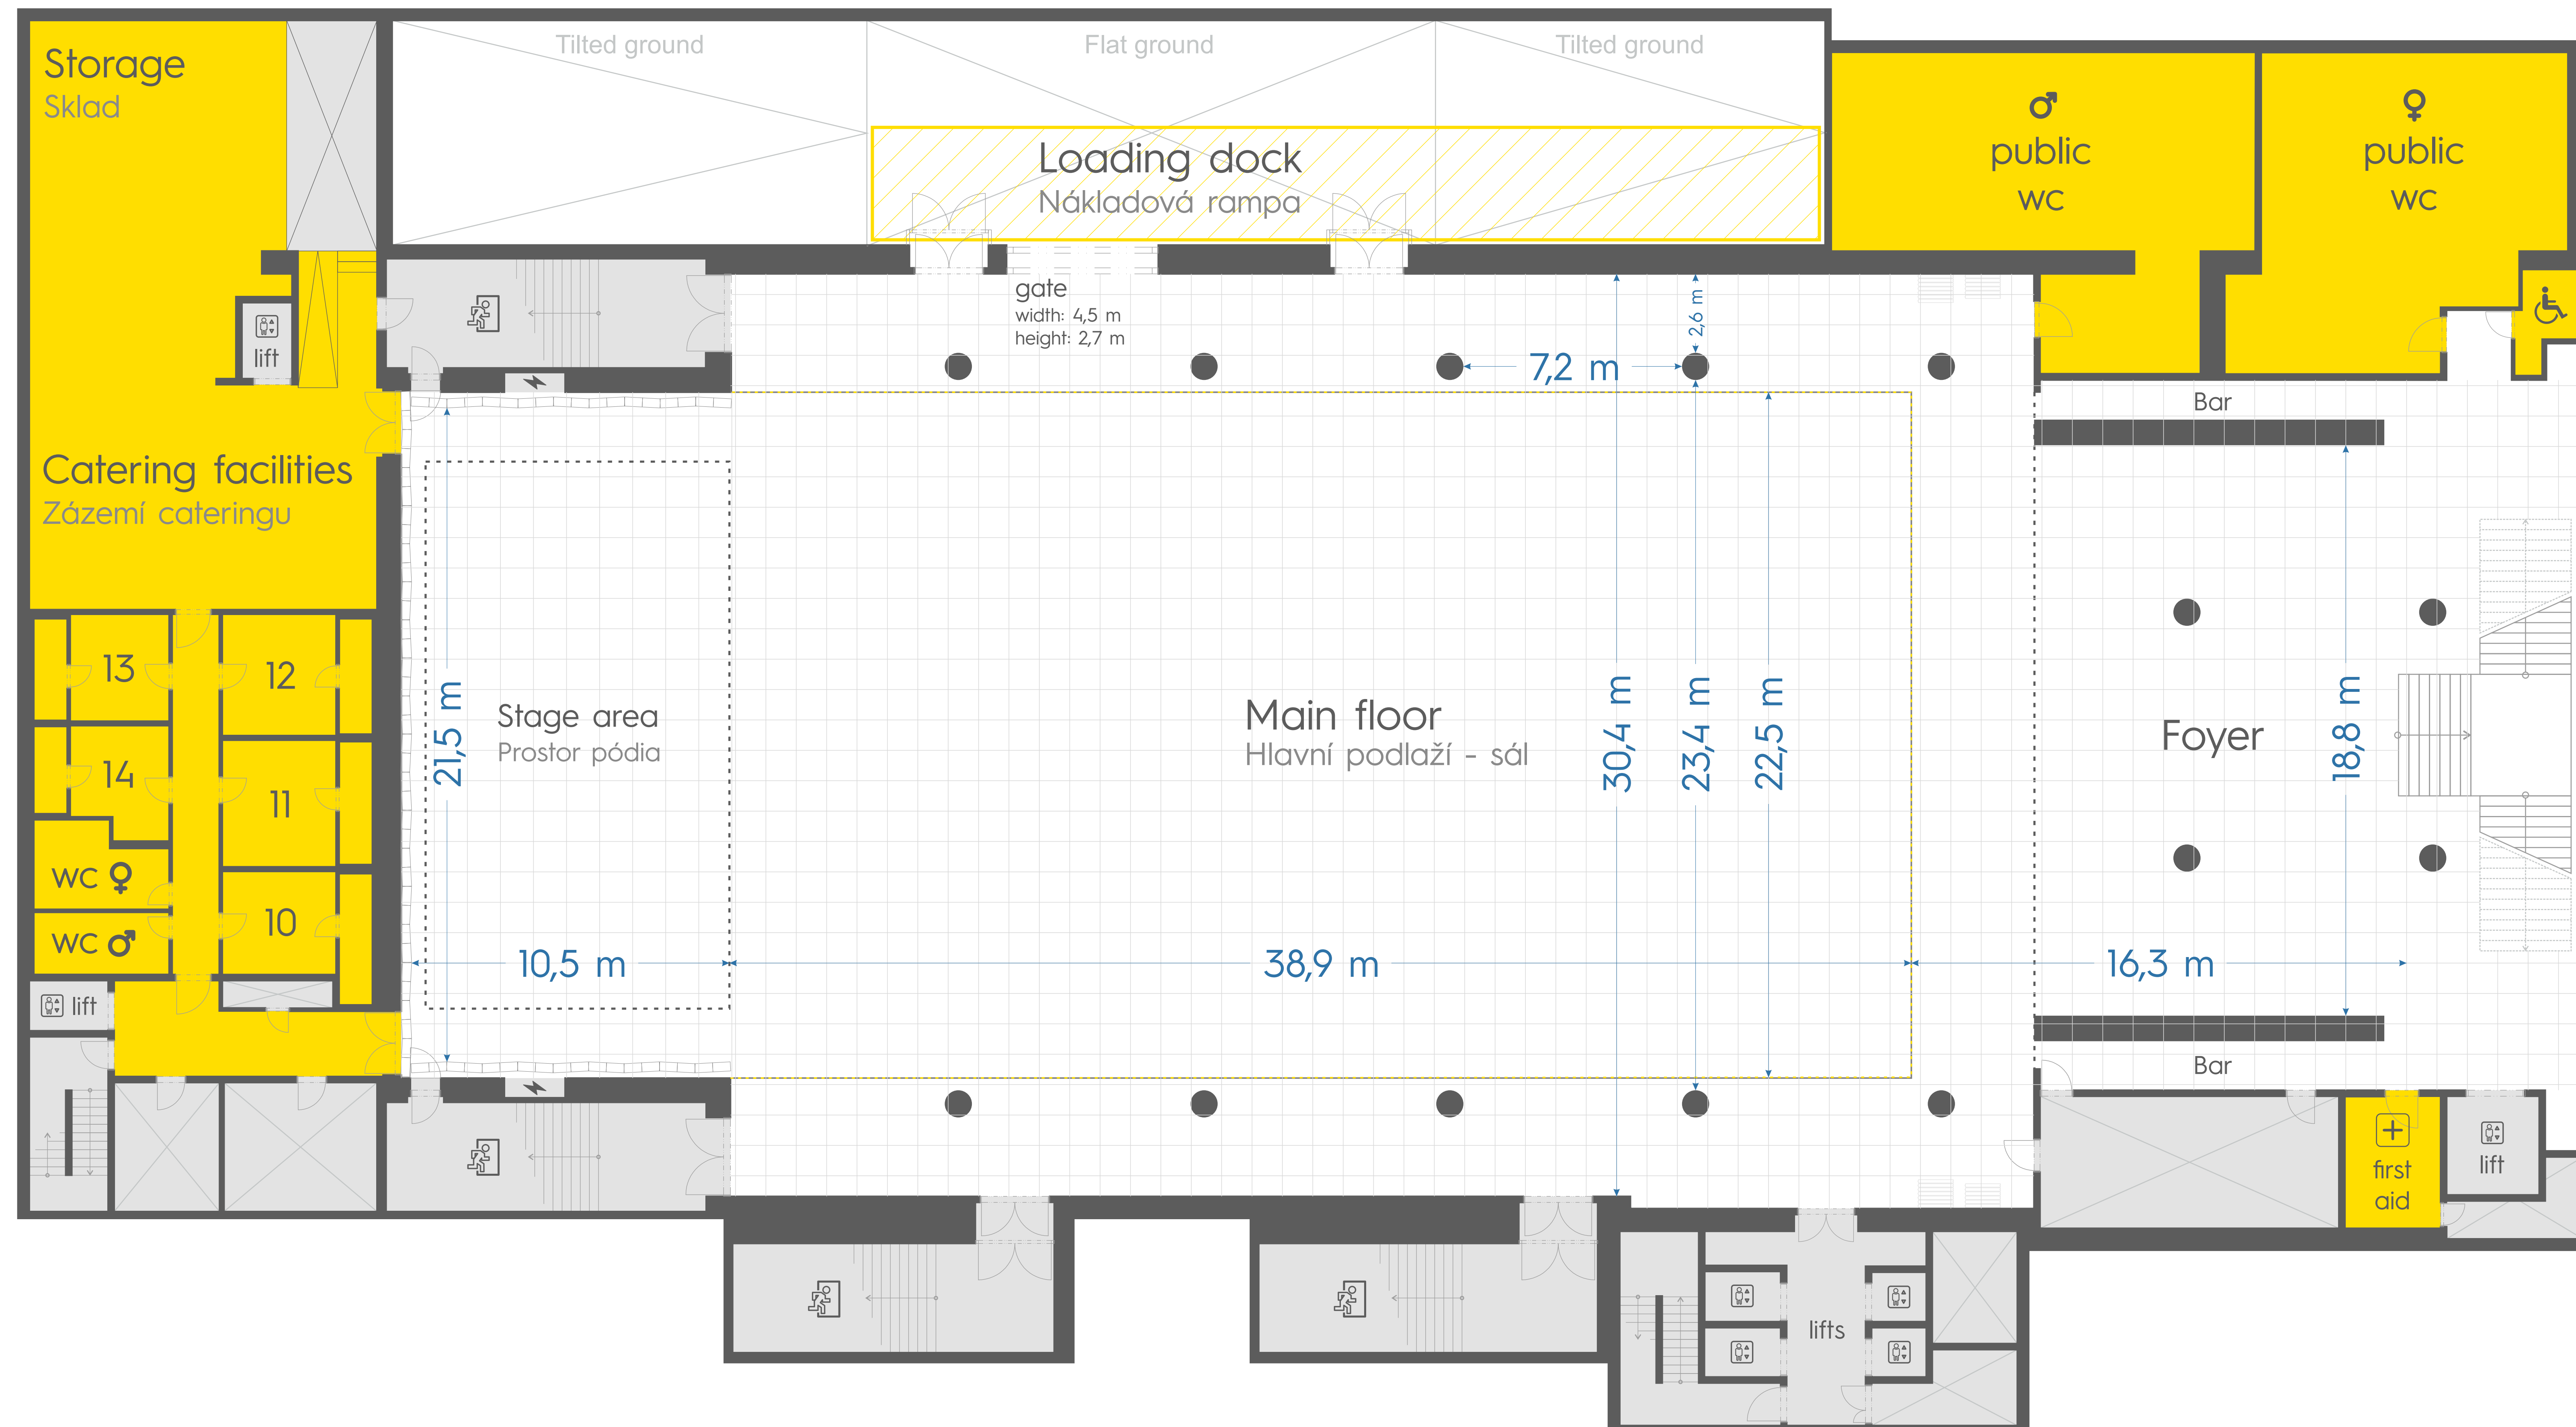 Storage
Sklad
Tilted ground
Flat ground
Tilted ground
Loading dock
Nákladová rampa
public
wc
public
wc
gate
width: 4,5 m
height: 2,7 m
2,6 m
lift
7,2 m
Bar
Catering facilities
Zázemí cateringu
13
12
14
11
wc
10
wc
lift
21,5 m
Stage area
Prostor pódia
Main floor
Hlavní podlaží - sál
30,4 m
23,4 m
22,5 m
Foyer
18,8 m
10,5 m
38,9 m
16,3 m
Bar
first
aid
lift
lifts